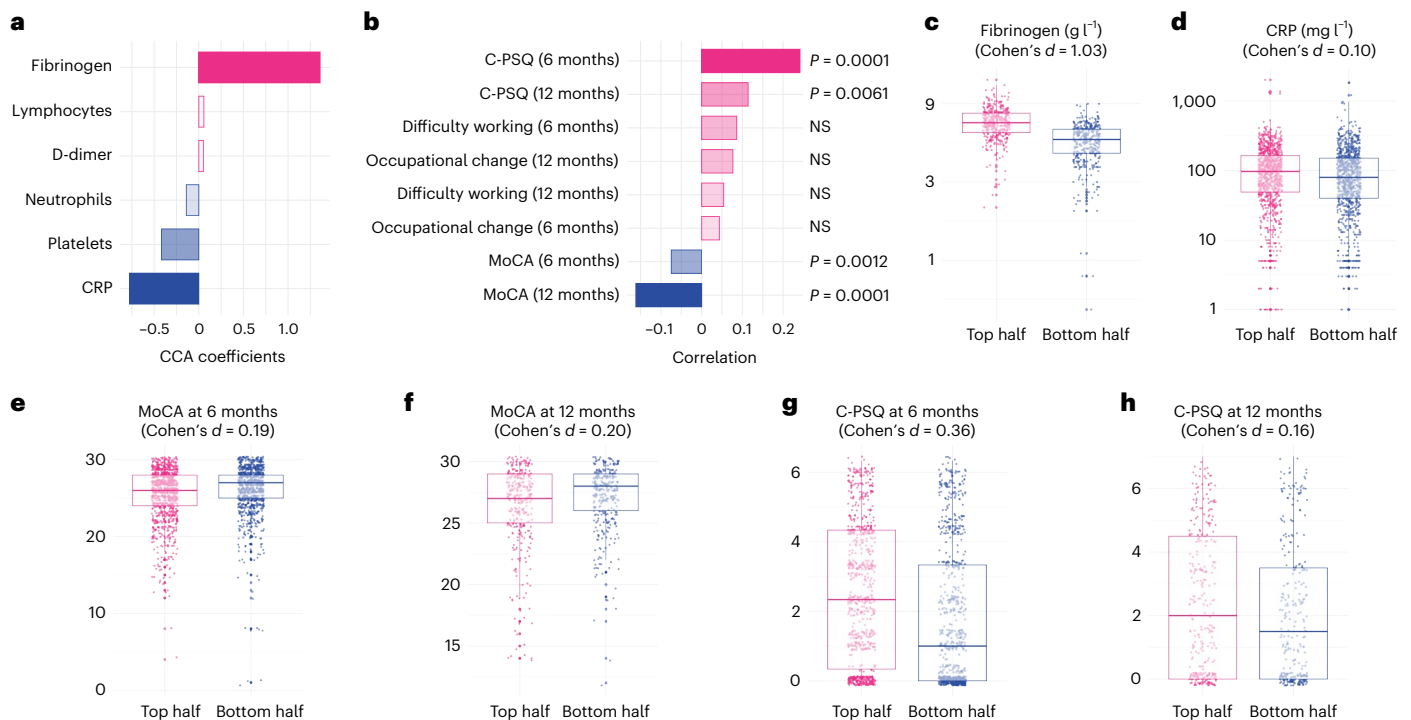 a
Fibrinogen
Lymphocytes
D-dimer
Neutrophils
Platelets
CRP
−0.5 0 0.5 1.0
CCA coefficients
b
C-PSQ (6 months) P = 0.0001
C-PSQ (12 months) P = 0.0061
Difficulty working (6 months) NS
Occupational change (12 months) NS
Difficulty working (12 months) NS
Occupational change (6 months) NS
MoCA (6 months) P = 0.0012
MoCA (12 months) P = 0.0001
−0.1 0 0.1 0.2
Correlation
c
Fibrinogen (g l−1)
(Cohen's d = 1.03)
9
3
1
Top half Bottom half
d
CRP (mg l−1)
(Cohen's d = 0.10)
1,000
100
10
1
Top half Bottom half
e
MoCA at 6 months
(Cohen's d = 0.19)
30
20
10
0
Top half Bottom half
f
MoCA at 12 months
(Cohen's d = 0.20)
30
25
20
15
Top half Bottom half
g
C-PSQ at 6 months
(Cohen's d = 0.36)
6
4
2
0
Top half Bottom half
h
C-PSQ at 12 months
(Cohen's d = 0.16)
6
4
2
0
Top half Bottom half